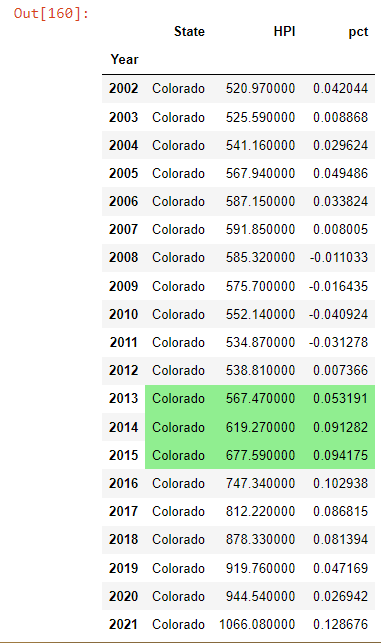 Out[160]:
State HPI pct
Year
2002 Colorado 520.970000 0.042044
2003 Colorado 525.590000 0.008868
2004 Colorado 541.160000 0.029624
2005 Colorado 567.940000 0.049486
2006 Colorado 587.150000 0.033824
2007 Colorado 591.850000 0.008005
2008 Colorado 585.320000 -0.011033
2009 Colorado 575.700000 -0.016435
2010 Colorado 552.140000 -0.040924
2011 Colorado 534.870000 -0.031278
2012 Colorado 538.810000 0.007366
2013 Colorado 567.470000 0.053191
2014 Colorado 619.270000 0.091282
2015 Colorado 677.590000 0.094175
2016 Colorado 747.340000 0.102938
2017 Colorado 812.220000 0.086815
2018 Colorado 878.330000 0.081394
2019 Colorado 919.760000 0.047169
2020 Colorado 944.540000 0.026942
2021 Colorado 1066.080000 0.128676